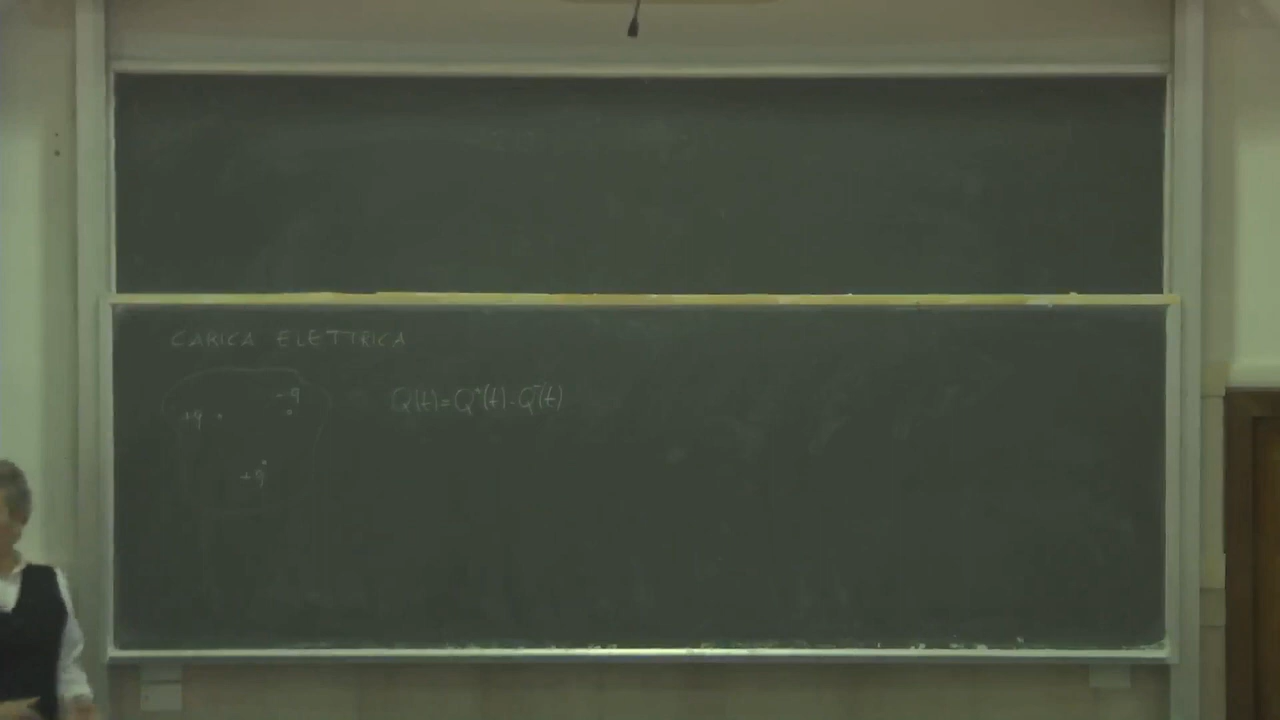 CARICA ELETTRICA
-q
+q
Q(t)=Q⁺(t)-Q⁻(t)
+q